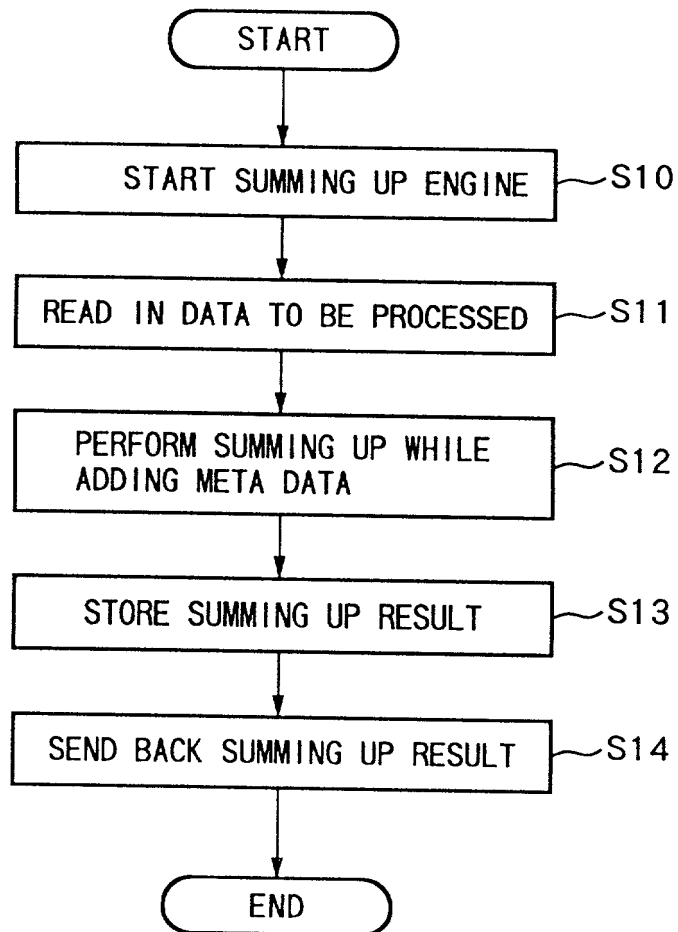 START
START SUMMING UP ENGINE
S10
READ IN DATA TO BE PROCESSED
S11
PERFORM SUMMING UP WHILE
ADDING META DATA
S12
STORE SUMMING UP RESULT
S13
SEND BACK SUMMING UP RESULT
S14
END